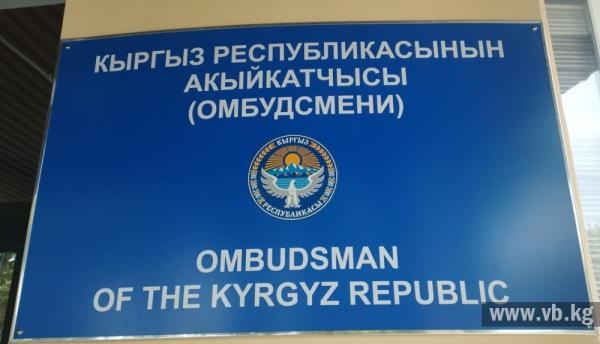 КЫРГЫЗ РЕСПУБЛИКАСЫНЫН
АКЫЙКАТЧЫСЫ
(ОМБУДСМЕНИ)
КЫРГЫЗ
РЕСПУБЛИКАСЫ
OMBUDSMAN
OF THE KYRGYZ REPUBLIC
www.vb.kg